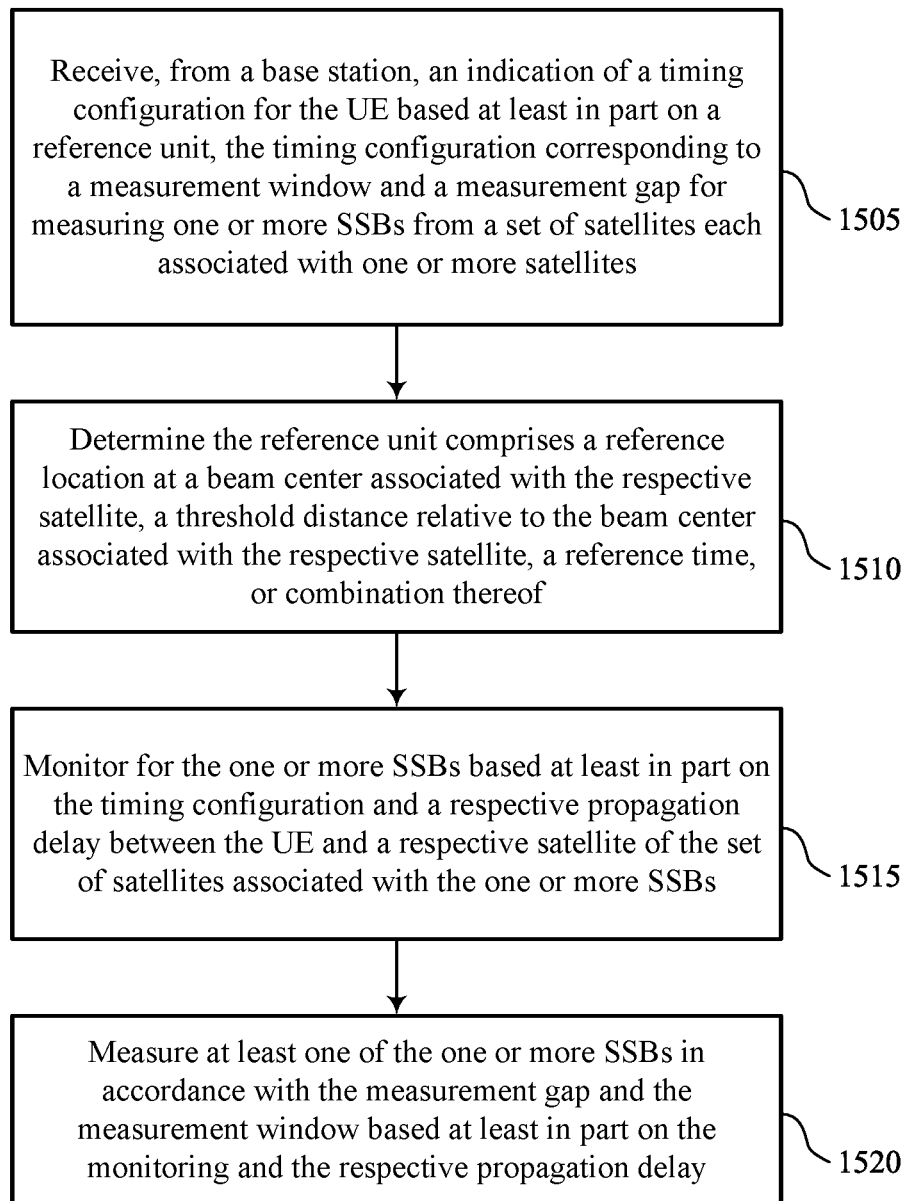 Receive, from a base station, an indication of a timing
configuration for the UE based at least in part on a
reference unit, the timing configuration corresponding to
a measurement window and a measurement gap for
measuring one or more SSBs from a set of satellites each
associated with one or more satellites
1505
Determine the reference unit comprises a reference
location at a beam center associated with the respective
satellite, a threshold distance relative to the beam center
associated with the respective satellite, a reference time,
or combination thereof
1510
Monitor for the one or more SSBs based at least in part on
the timing configuration and a respective propagation
delay between the UE and a respective satellite of the set
of satellites associated with the one or more SSBs
1515
Measure at least one of the one or more SSBs in
accordance with the measurement gap and the
measurement window based at least in part on the
monitoring and the respective propagation delay
1520